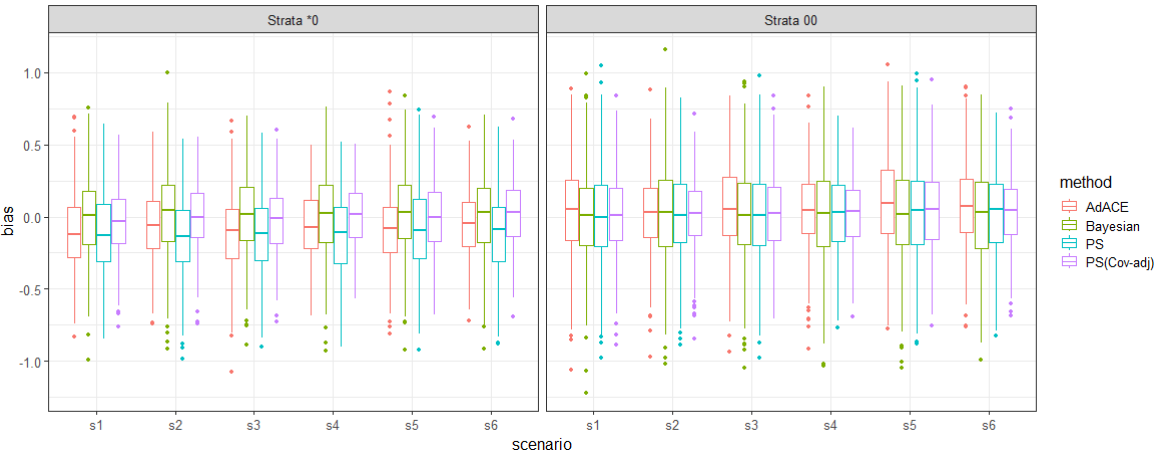 Strata *0
Strata 00
bias
1.0
0.5
0.0
-0.5
-1.0
s1 s2 s3 s4 s5 s6
s1 s2 s3 s4 s5 s6
scenario
method
AdACE
Bayesian
PS
PS(Cov-adj)